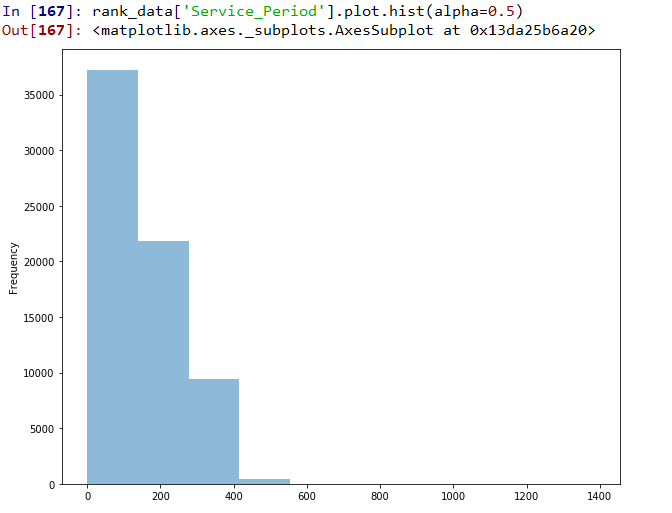 In [167]: rank_data['Service_Period'].plot.hist(alpha=0.5)
Out[167]: <matplotlib.axes._subplots.AxesSubplot at 0x13da25b6a20>
35000
30000
25000
20000
15000
10000
5000
0
Frequency
0 200 400 600 800 1000 1200 1400